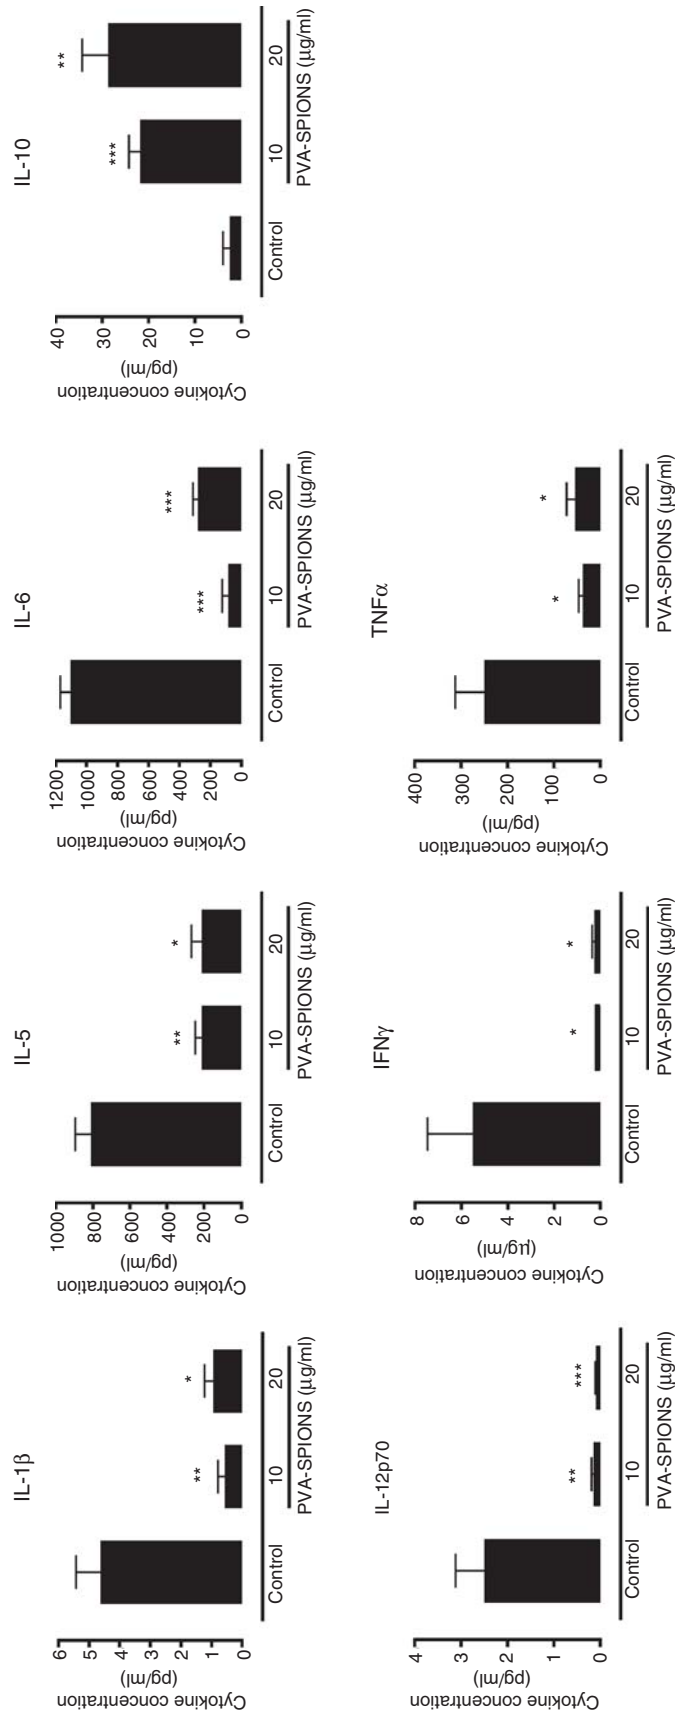 IL-1β
Cytokine concentration
(pg/ml)
6
5
4
3
2
1
0
**
*
Control
10
20
PVA-SPIONS (µg/ml)
IL-5
Cytokine concentration
(pg/ml)
1000
800
600
400
200
0
**
*
Control
10
20
PVA-SPIONS (µg/ml)
IL-6
Cytokine concentration
(pg/ml)
1200
1000
800
600
400
200
0
***
***
Control
10
20
PVA-SPIONS (µg/ml)
IL-10
Cytokine concentration
(pg/ml)
40
30
20
10
0
***
**
Control
10
20
PVA-SPIONS (µg/ml)
IL-12p70
Cytokine concentration
(pg/ml)
4
3
2
1
0
**
***
Control
10
20
PVA-SPIONS (µg/ml)
IFNγ
Cytokine concentration
(µg/ml)
8
6
4
2
0
*
*
Control
10
20
PVA-SPIONS (µg/ml)
TNFα
Cytokine concentration
(pg/ml)
400
300
200
100
0
*
*
Control
10
20
PVA-SPIONS (µg/ml)